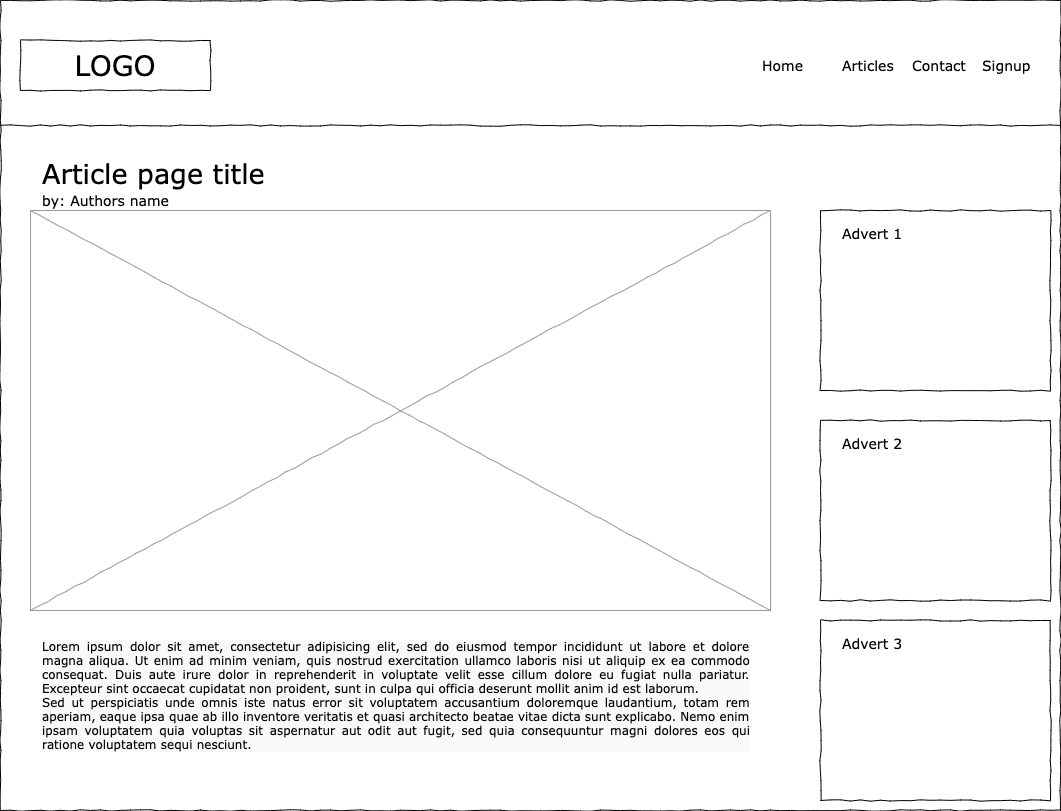 LOGO
Home Articles Contact Signup
Article page title
by: Authors name
Advert 1
Advert 2
Advert 3
Lorem ipsum dolor sit amet, consectetur adipisicing elit, sed do eiusmod tempor incididunt ut labore et dolore
magna aliqua. Ut enim ad minim veniam, quis nostrud exercitation ullamco laboris nisi ut aliquip ex ea commodo
consequat. Duis aute irure dolor in reprehenderit in voluptate velit esse cillum dolore eu fugiat nulla pariatur.
Excepteur sint occaecat cupidatat non proident, sunt in culpa qui officia deserunt mollit anim id est laborum.
Sed ut perspiciatis unde omnis iste natus error sit voluptatem accusantium doloremque laudantium, totam rem
aperiam, eaque ipsa quae ab illo inventore veritatis et quasi architecto beatae vitae dicta sunt explicabo. Nemo enim
ipsam voluptatem quia voluptas sit aspernatur aut odit aut fugit, sed quia consequuntur magni dolores eos qui
ratione voluptatem sequi nesciunt.